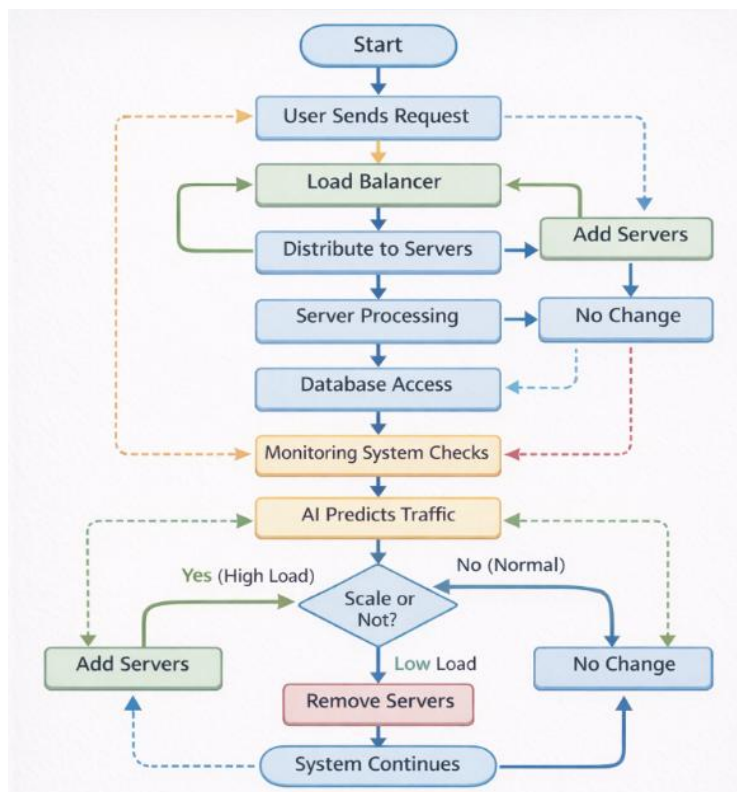 Start
User Sends Request
Load Balancer
Distribute to Servers
Add Servers
Server Processing
No Change
Database Access
Monitoring System Checks
AI Predicts Traffic
Yes (High Load)
No (Normal)
Scale or
Not?
Add Servers
Low Load
No Change
Remove Servers
System Continues